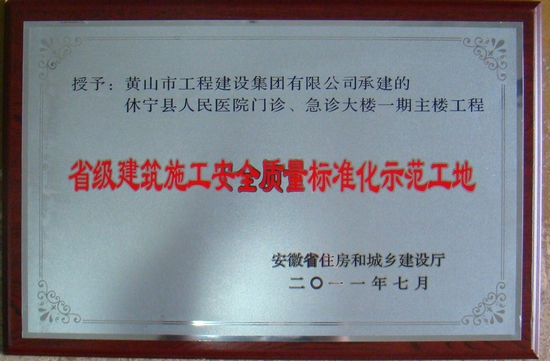 授予：黄山市工程建设集团有限公司承建的
休宁县人民医院门诊、急诊大楼一期主楼工程
省级建筑施工安全质量标准化示范工地
安徽省住房和城乡建设厅
二〇一一年七月